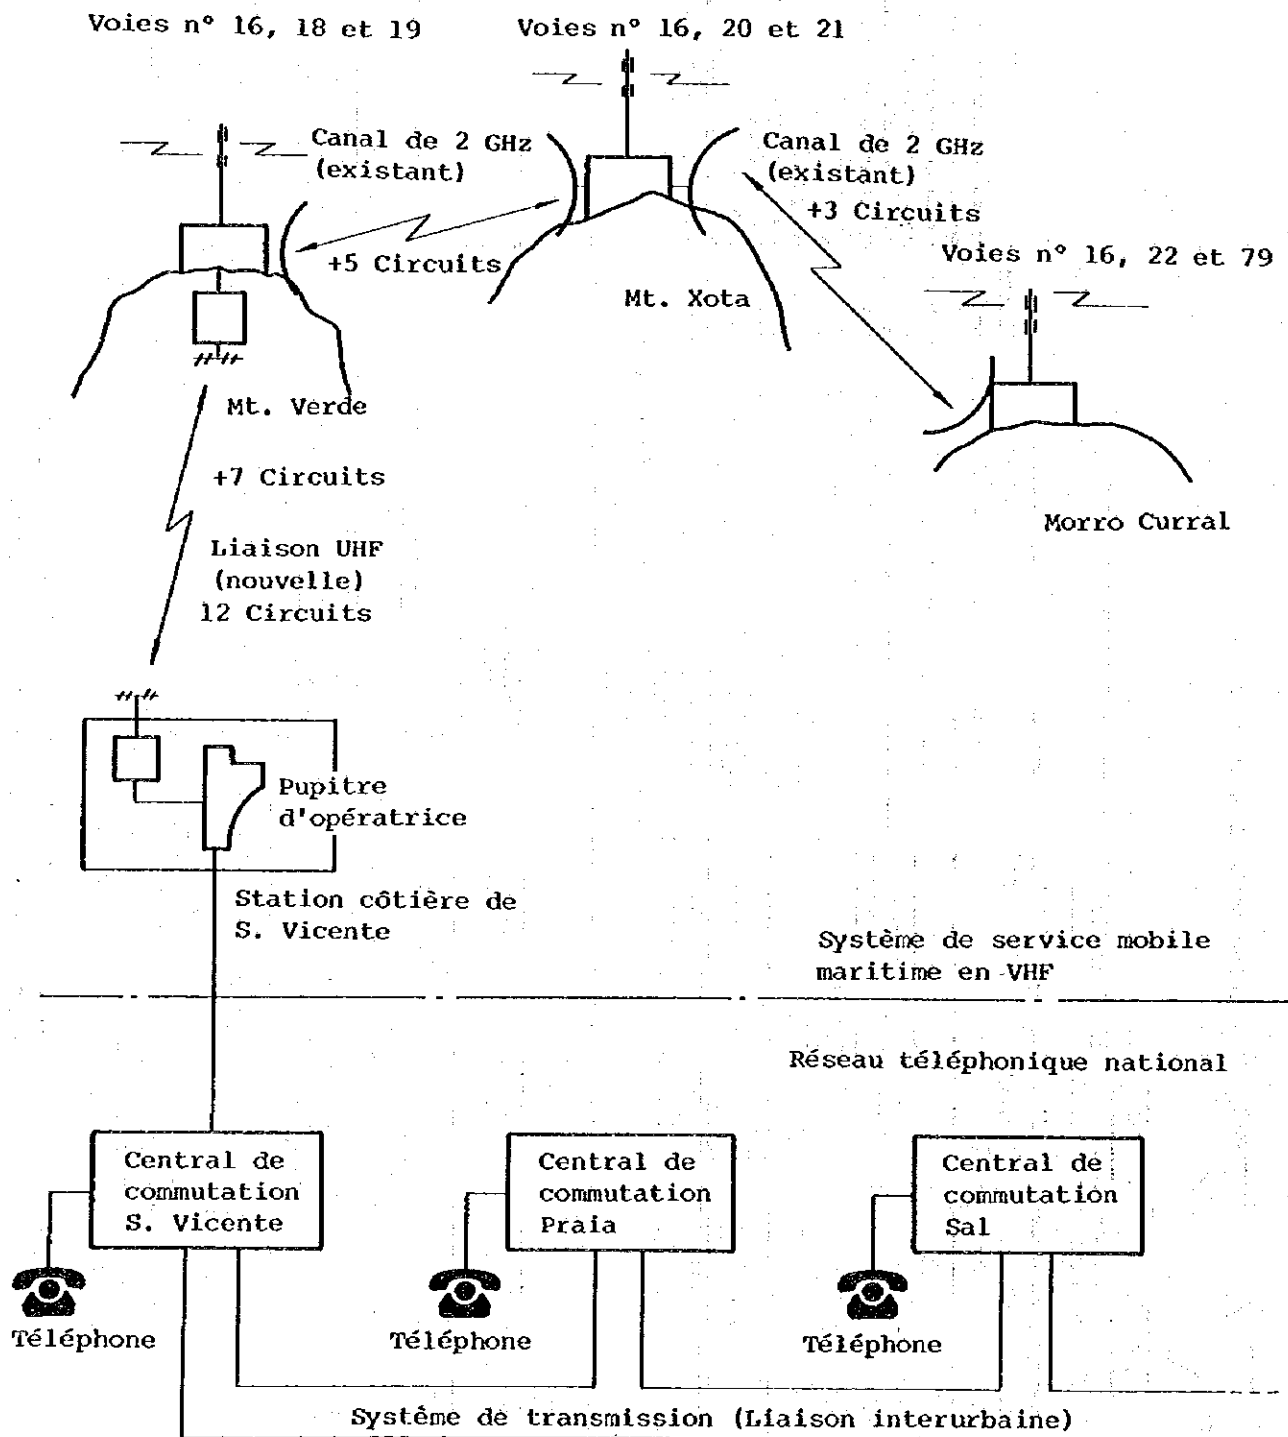 Voies n° 16, 18 et 19
Voies n° 16, 20 et 21
Canal de 2 GHz
(existant)
+5 Circuits
Canal de 2 GHz
(existant)
+3 Circuits
Mt. Xota
Voies n° 16, 22 et 79
Mt. Verde
+7 Circuits
Morro Curral
Liaison UHF
(nouvelle)
12 Circuits
Pupitre
d'opératrice
Station côtière de
S. Vicente
Système de service mobile
maritime en VHF
Réseau téléphonique national
Central de
commutation
S. Vicente
Central de
commutation
Praia
Central de
commutation
Sal
Téléphone
Téléphone
Téléphone
Système de transmission (Liaison interurbaine)